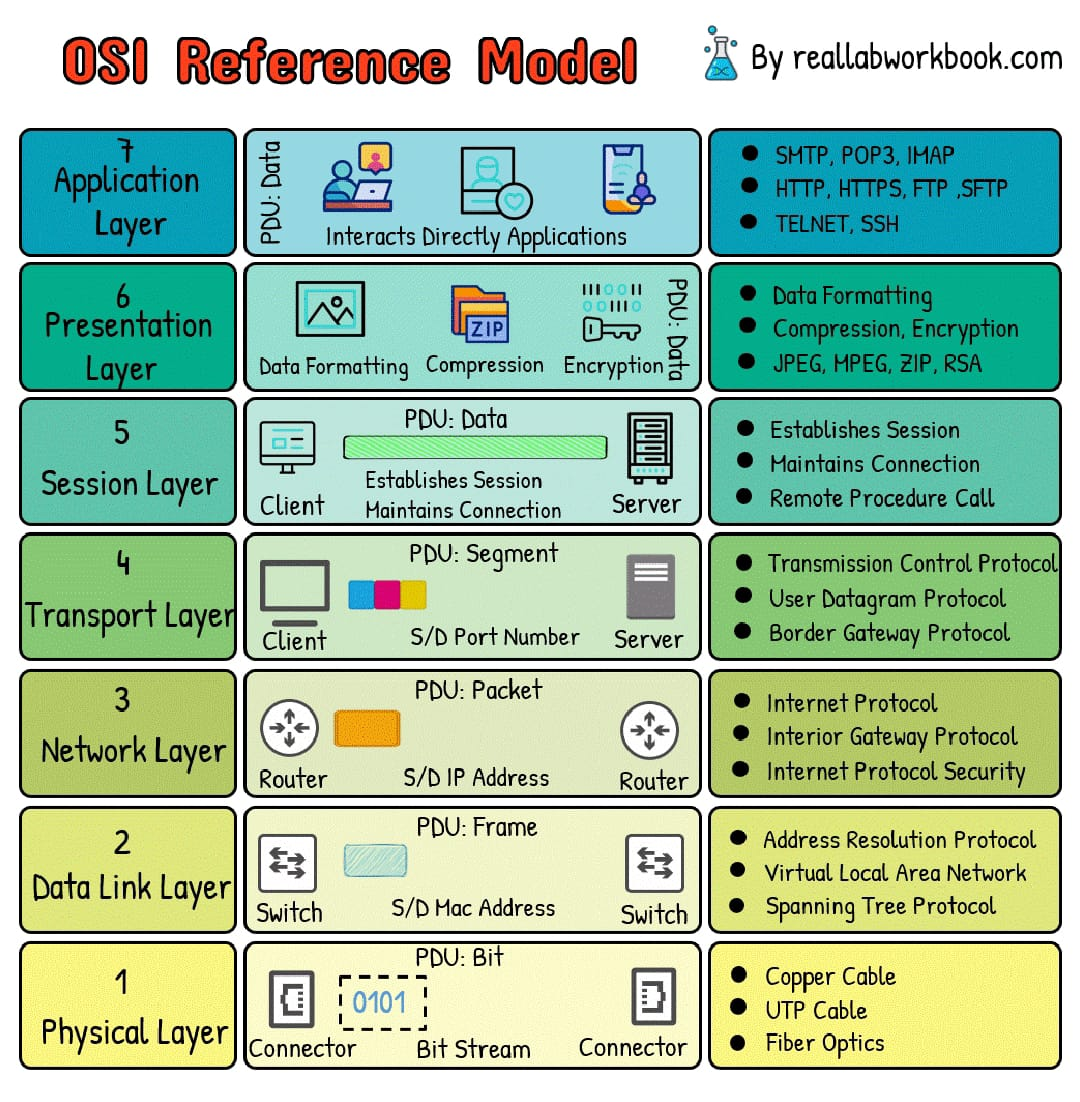 OSI Reference Model
By reallabworkbook.com
7
Application
Layer
PDU: Data
Interacts Directly Applications
SMTP, POP3, IMAP
HTTP, HTTPS, FTP ,SFTP
TELNET, SSH
6
Presentation
Layer
Data Formatting
ZIP
Compression
Encryption
PDU: Data
Data Formatting
Compression, Encryption
JPEG, MPEG, ZIP, RSA
5
Session Layer
PDU: Data
Client
Establishes Session
Maintains Connection
Server
Establishes Session
Maintains Connection
Remote Procedure Call
4
Transport Layer
PDU: Segment
Client
S/D Port Number
Server
Transmission Control Protocol
User Datagram Protocol
Border Gateway Protocol
3
Network Layer
PDU: Packet
Router
S/D IP Address
Router
Internet Protocol
Interior Gateway Protocol
Internet Protocol Security
2
Data Link Layer
PDU: Frame
Switch
S/D Mac Address
Switch
Address Resolution Protocol
Virtual Local Area Network
Spanning Tree Protocol
1
Physical Layer
PDU: Bit
0101
Connector
Bit Stream
Connector
Copper Cable
UTP Cable
Fiber Optics